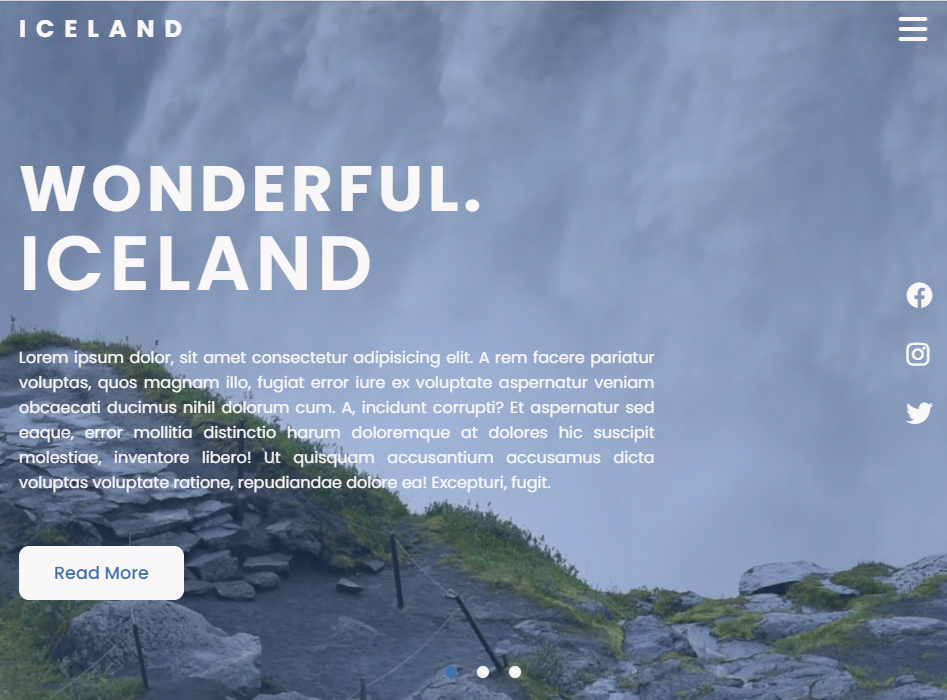 ICELAND
WONDERFUL.
ICELAND
Lorem ipsum dolor, sit amet consectetur adipisicing elit. A rem facere pariatur
voluptas, quos magnam illo, fugiat error iure ex voluptate aspernatur veniam
obcaecati ducimus nihil dolorum cum. A, incidunt corrupti? Et aspernatur sed
eaque, error mollitia distinctio harum doloremque at dolores hic suscipit
molestiae, inventore libero! Ut quisquam accusantium accusamus dicta
voluptas voluptate ratione, repudiandae dolore ea! Excepturi, fugit.
Read More